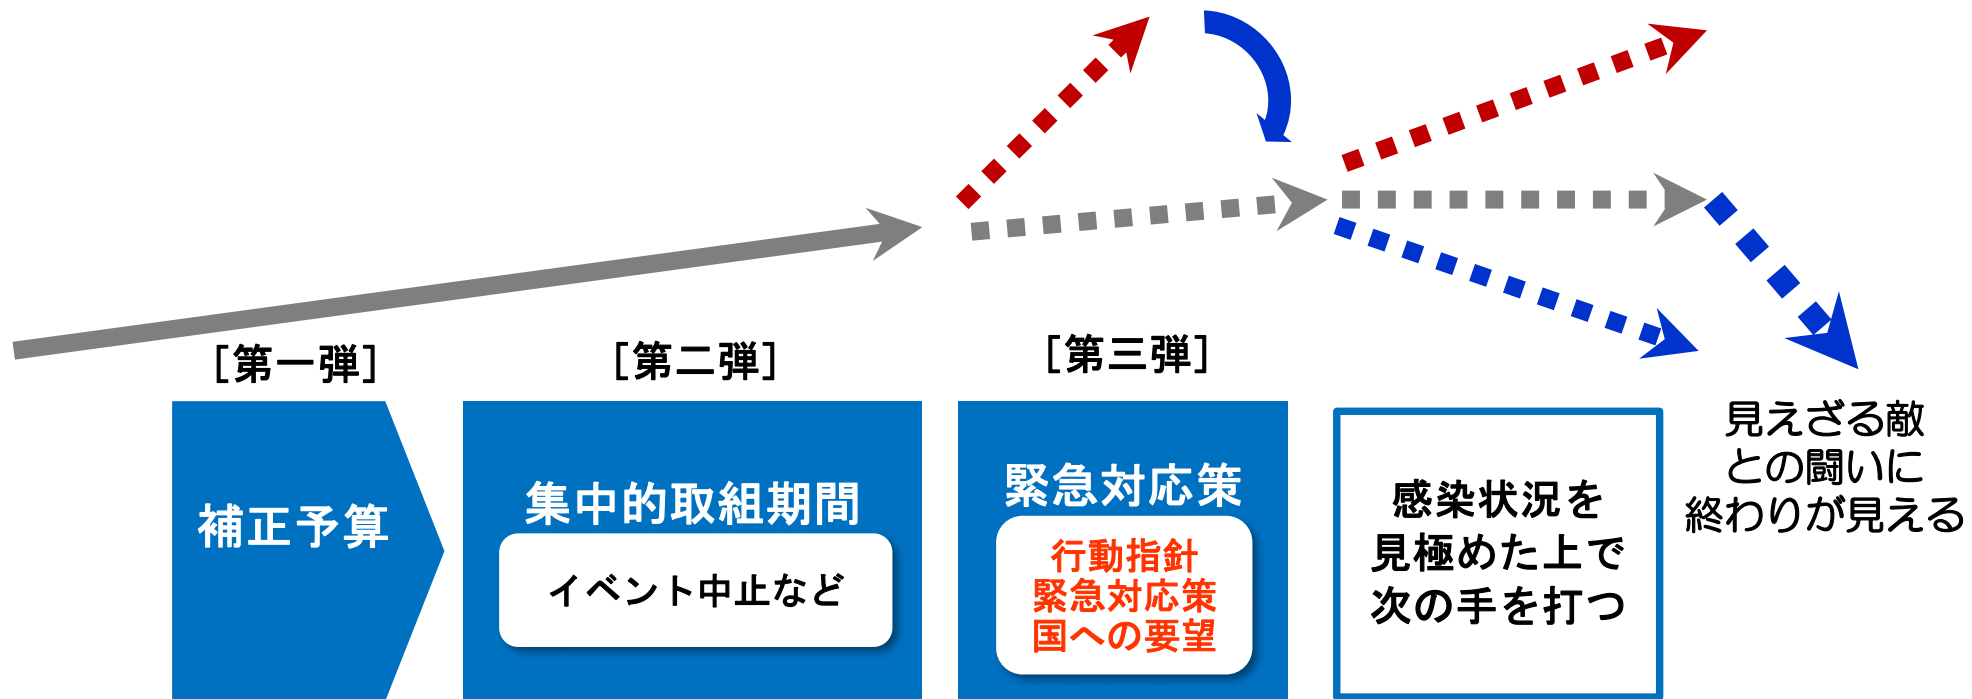 [第一弾]
[第二弾]
[第三弾]
補正予算
集中的取組期間
イベント中止など
緊急対応策
行動指針
緊急対応策
国への要望
感染状況を
見極めた上で
次の手を打つ
見えざる敵
との闘いに
終わりが見える